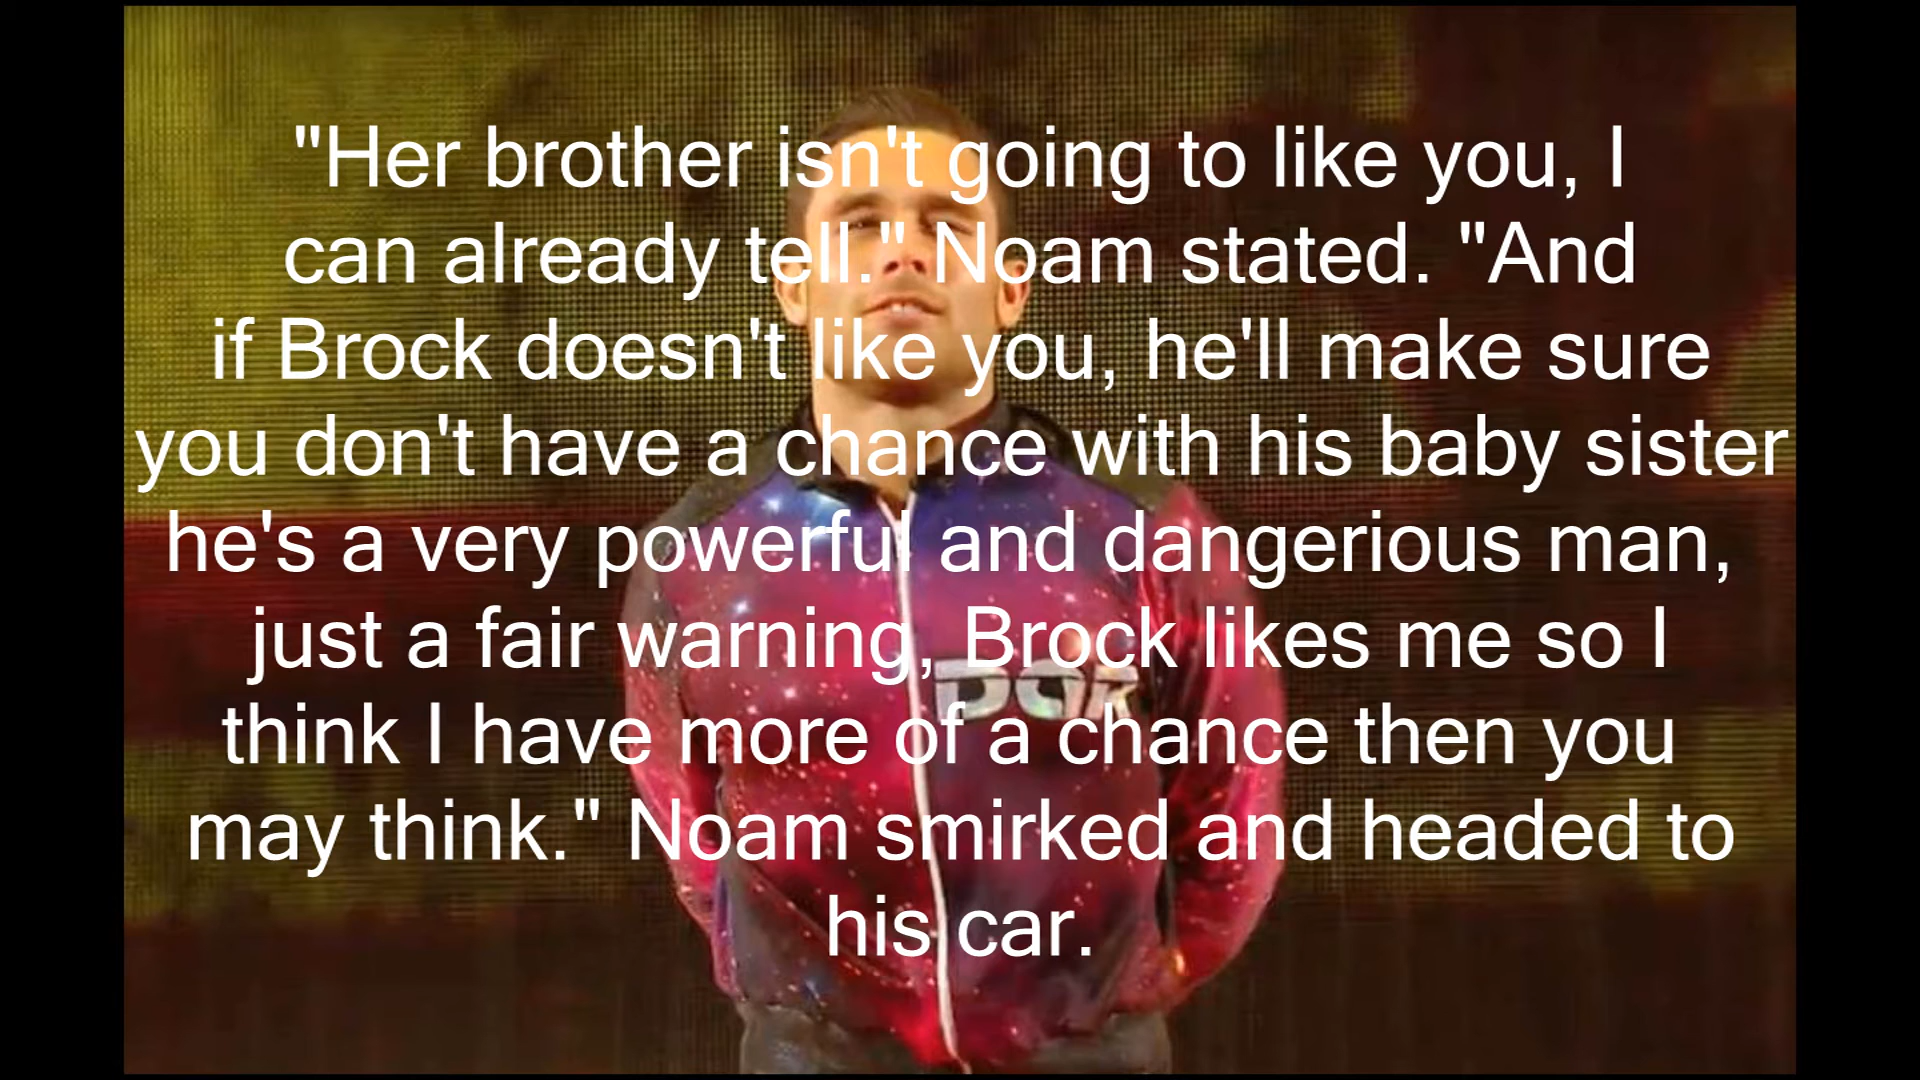 "Her brother isn't going to like you, I
can already tell." Noam stated. "And
if Brock doesn't like you, he'll make sure
you don't have a chance with his baby sister
he's a very powerful and dangerious man,
just a fair warning, Brock likes me so I
think I have more of a chance then you
may think." Noam smirked and headed to
his car.